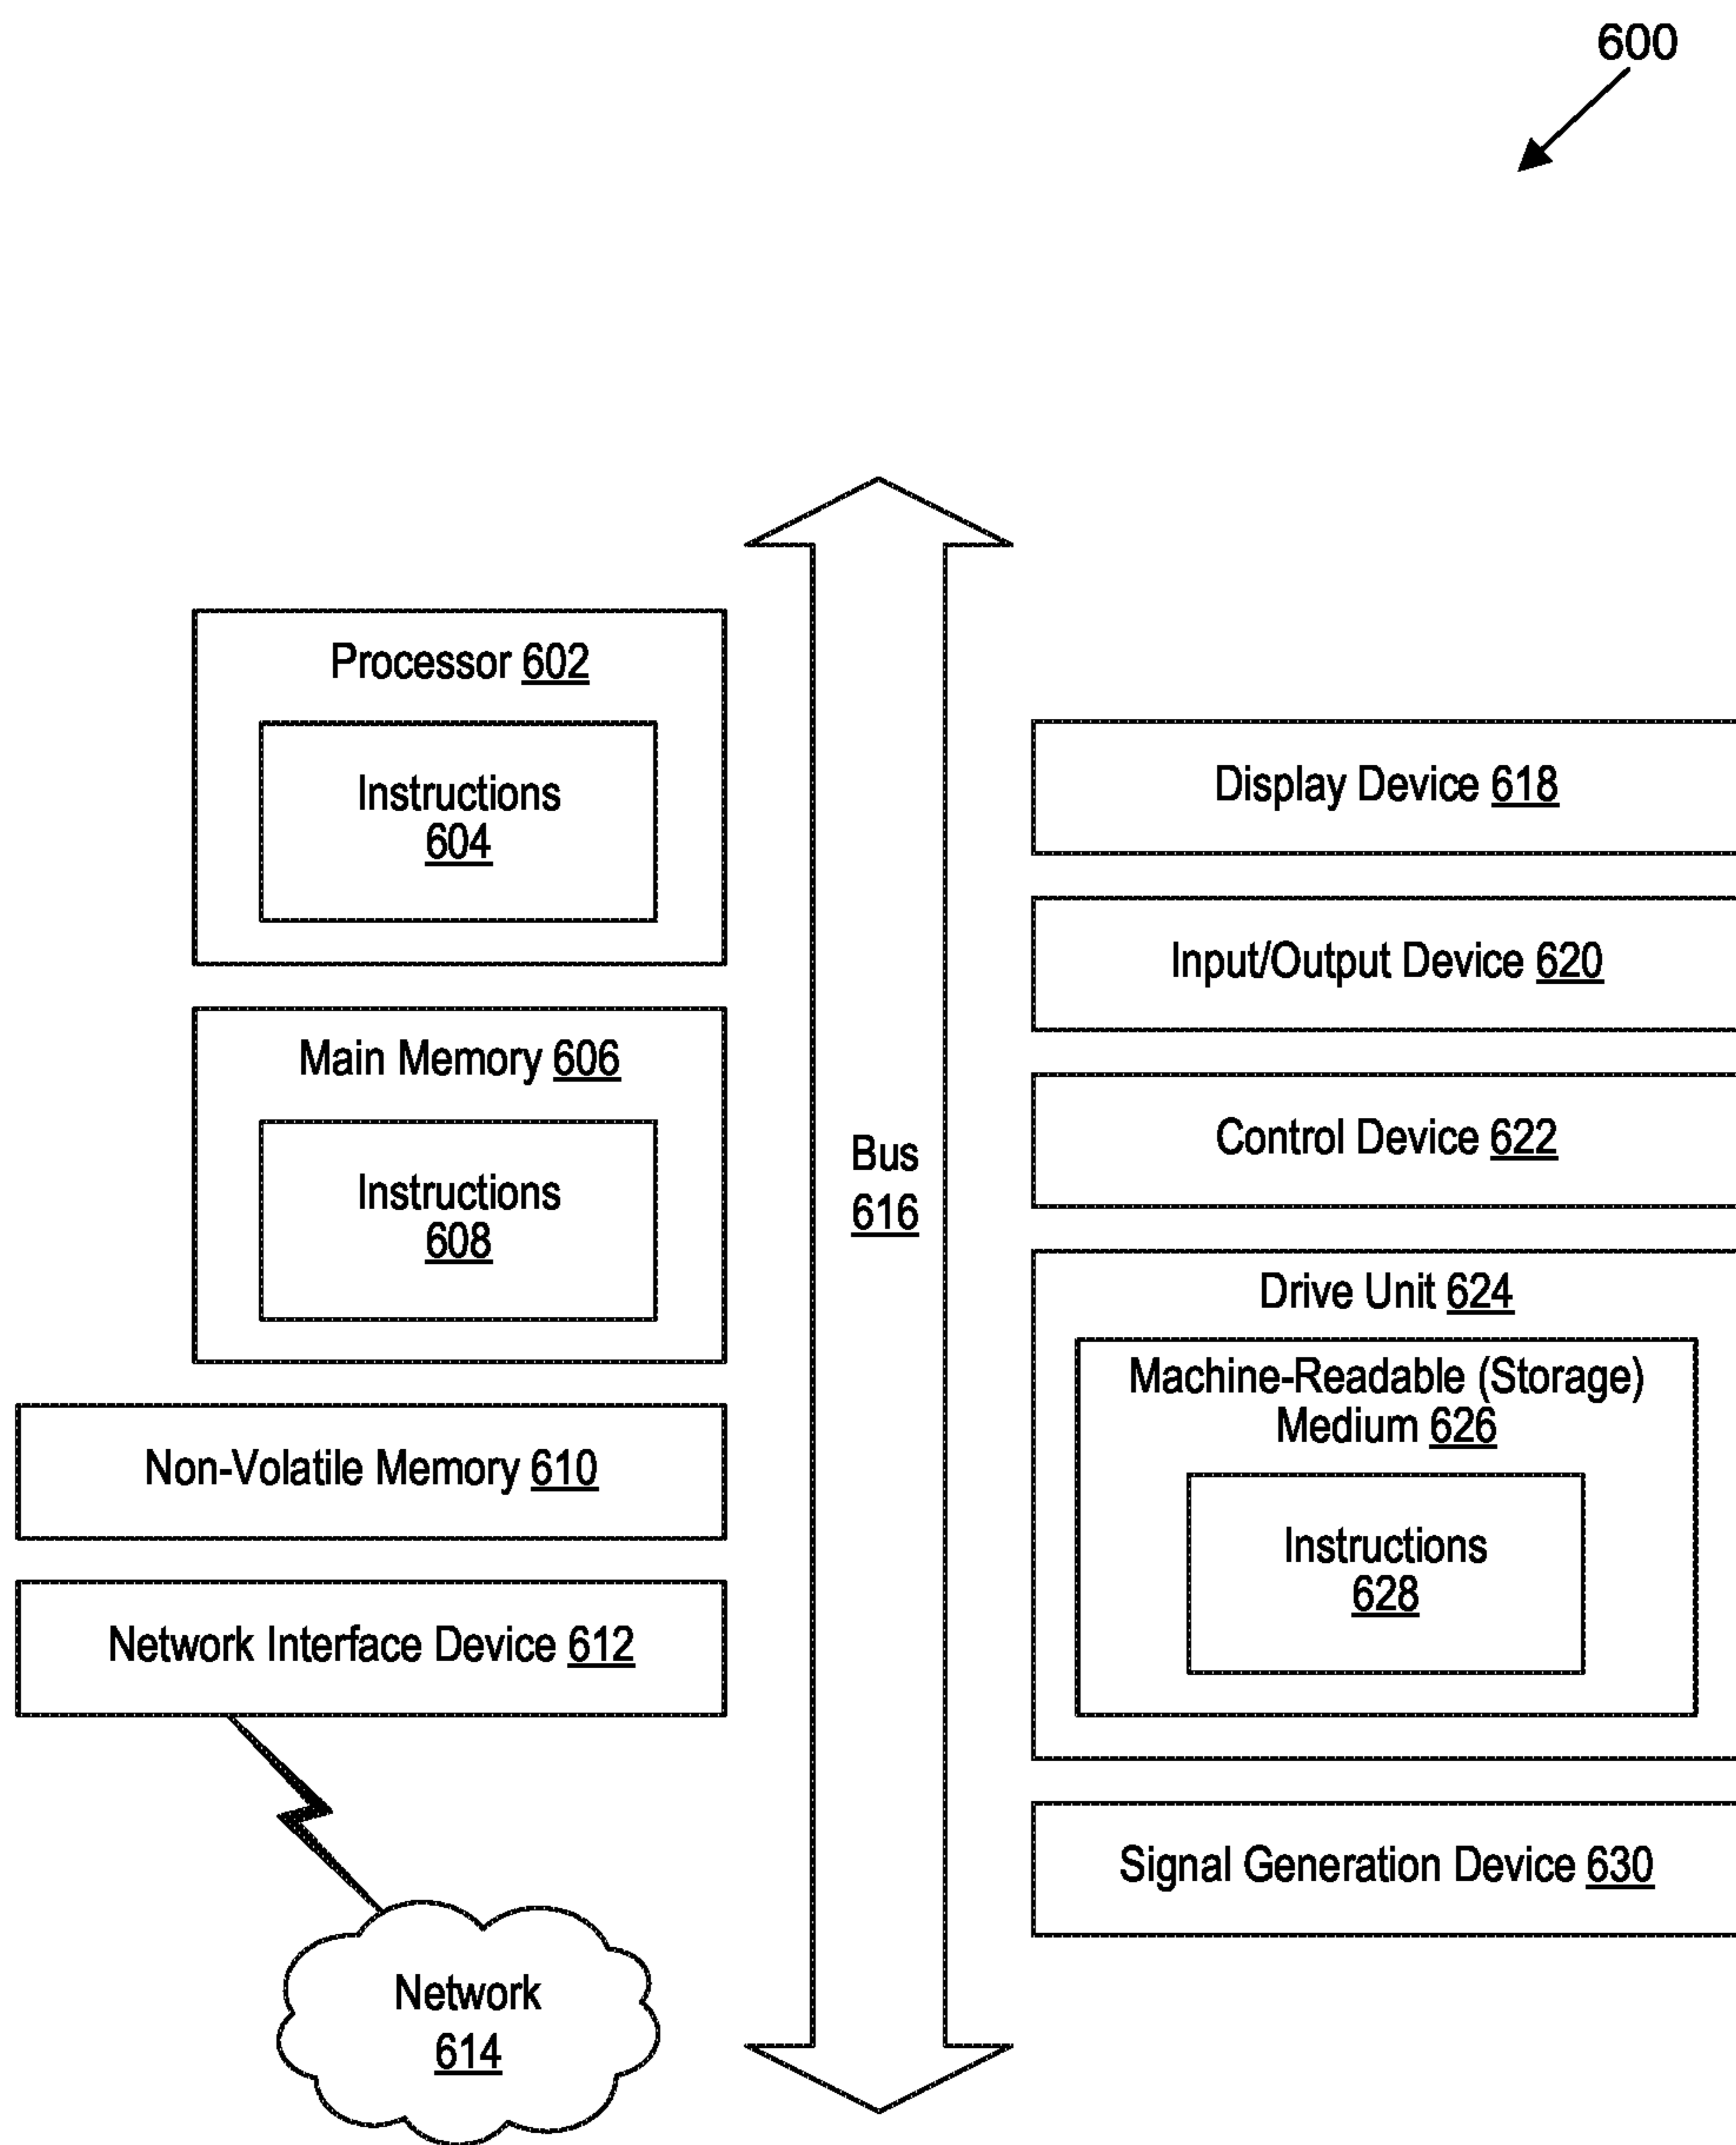 600
Processor 602
Instructions
604
Main Memory 606
Instructions
608
Non-Volatile Memory 610
Network Interface Device 612
Network
614
Bus
616
Display Device 618
Input/Output Device 620
Control Device 622
Drive Unit 624
Machine-Readable (Storage)
Medium 626
Instructions
628
Signal Generation Device 630